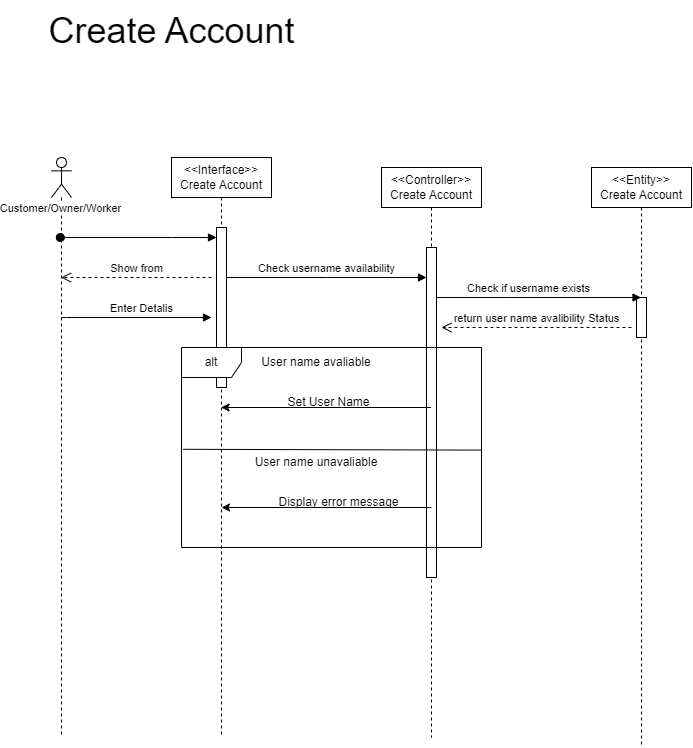 Create Account
<<Interface>>
Create Account
<<Controller>>
Create Account
<<Entity>>
Create Account
Customer/Owner/Worker
Show from
Check username availability
Check if username exists
Enter Detalis
return user name avalibility Status
alt
User name avaliable
Set User Name
User name unavaliable
Display error message